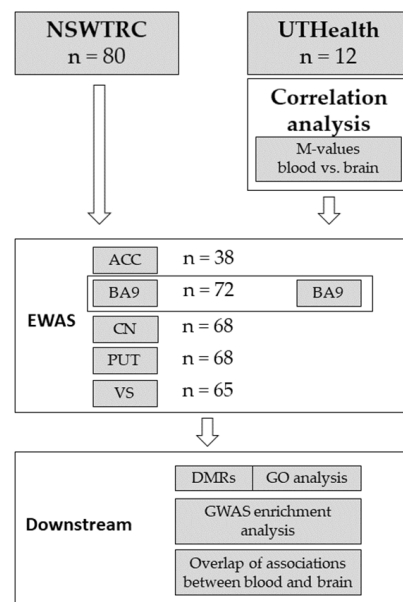 NSWTRC
n = 80
UTHealth
n = 12
Correlation
analysis
M-values
blood vs. brain
EWAS
ACC n = 38
BA9 n = 72 BA9
CN n = 68
PUT n = 68
VS n = 65
Downstream
DMRs GO analysis
GWAS enrichment
analysis
Overlap of associations
between blood and brain